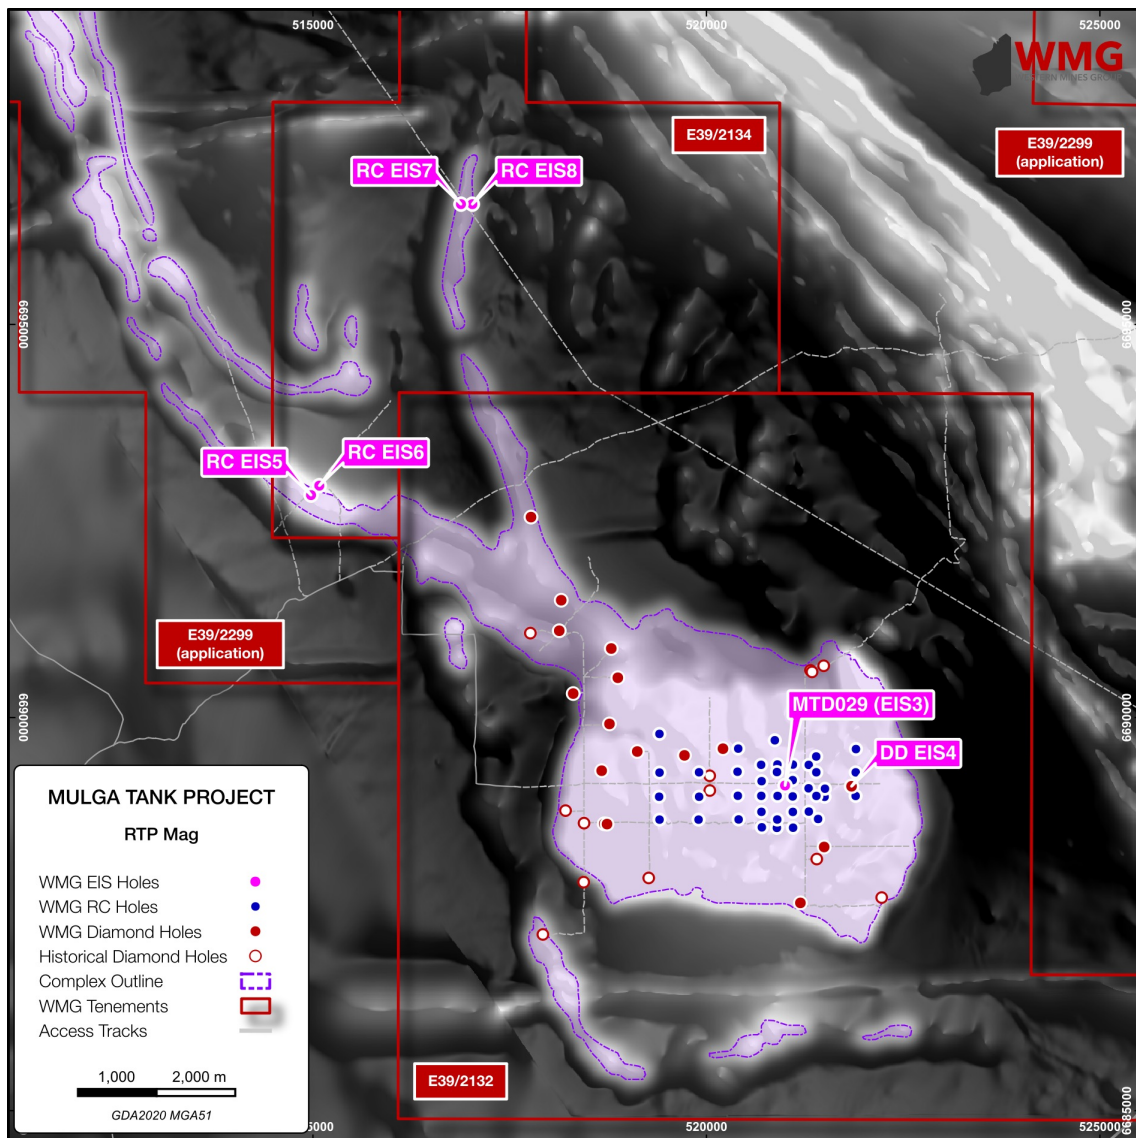 515000
520000
525000
WMG
E39/2134
E39/2299
(application)
RC EIS7
RC EIS8
6695000
6695000
RC EIS5
RC EIS6
E39/2299
(application)
MTD029 (EIS3)
DD EIS4
6690000
6690000
MULGA TANK PROJECT
RTP Mag
WMG EIS Holes
WMG RC Holes
WMG Diamond Holes
Historical Diamond Holes
Complex Outline
WMG Tenements
Access Tracks
1,000
2,000 m
GDA2020 MGA51
E39/2132
6685000
520000
525000